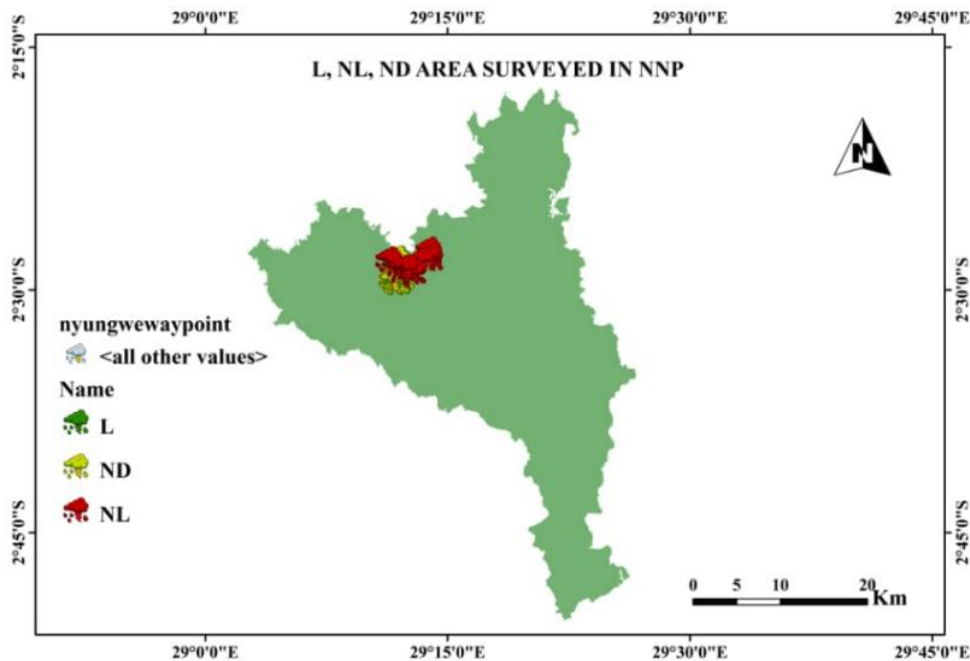 29°0'0"E 29°15'0"E 29°30'0"E 29°45'0"E
2°15'0"S
2°15'0"S
L, NL, ND AREA SURVEYED IN NNP
N
2°30'0"S
2°30'0"S
nyungwewaypoint
<all other values>
Name
L
ND
NL
2°45'0"S
2°45'0"S
0 5 10 20
Km
29°0'0"E 29°15'0"E 29°30'0"E 29°45'0"E